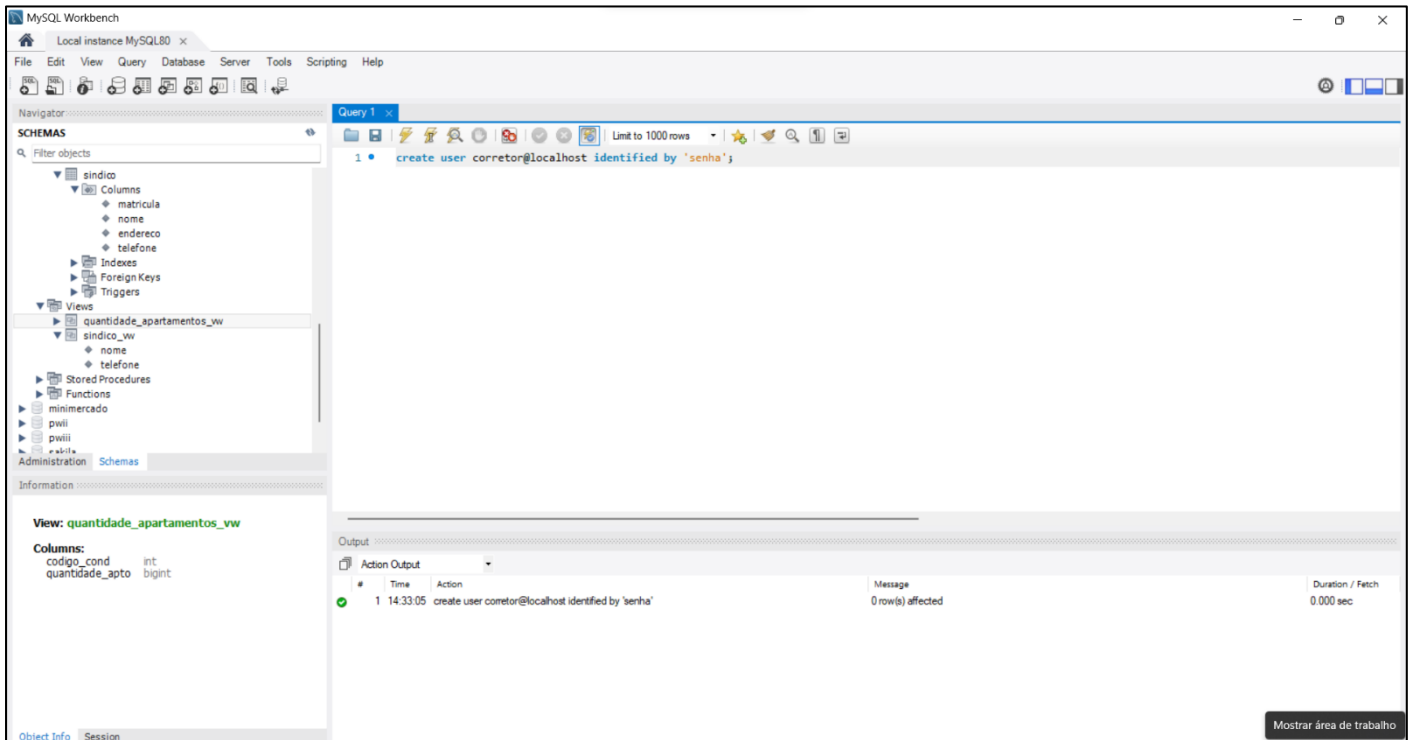 MySQL Workbench
Local instance MySQL80 ×
File Edit View Query Database Server Tools Scripting Help
Navigator
SCHEMAS
Filter objects
sindico
Columns
matricula
nome
endereco
telefone
Indexes
Foreign Keys
Triggers
Views
quantidade_apartamentos_vw
sindico_vw
nome
telefone
Stored Procedures
Functions
minimercado
pwii
pwiii
sakila
Administration Schemas
Information
View: quantidade_apartamentos_vw
Columns:
codigo_cond int
quantidade_apto bigint
Object Info Session
Query 1 ×
Limit to 1000 rows
1 create user corretor@localhost identified by 'senha';
Output
Action Output
# Time Action Message Duration / Fetch
1 14:33:05 create user corretor@localhost identified by 'senha' 0 row(s) affected 0.000 sec
Mostrar área de trabalho